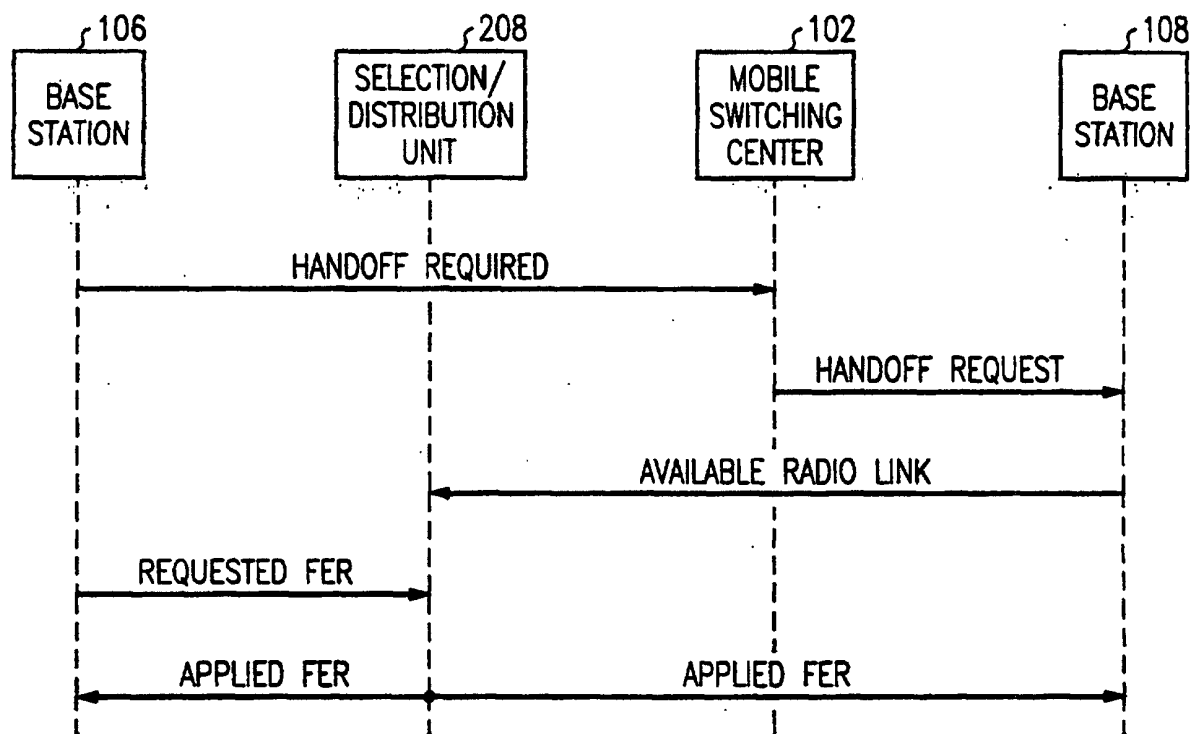 106
208
102
108
BASE
STATION
SELECTION/
DISTRIBUTION
UNIT
MOBILE
SWITCHING
CENTER
BASE
STATION
HANDOFF REQUIRED
HANDOFF REQUEST
AVAILABLE RADIO LINK
REQUESTED FER
APPLIED FER
APPLIED FER